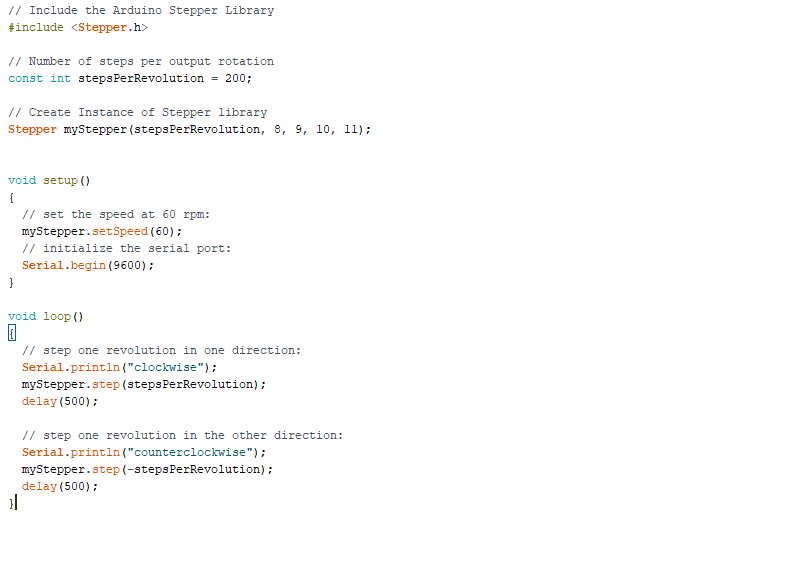 // Include the Arduino Stepper Library
#include <Stepper.h>

// Number of steps per output rotation
const int stepsPerRevolution = 200;

// Create Instance of Stepper library
Stepper myStepper(stepsPerRevolution, 8, 9, 10, 11);


void setup()
{
  // set the speed at 60 rpm:
  myStepper.setSpeed(60);
  // initialize the serial port:
  Serial.begin(9600);
}

void loop()
{
  // step one revolution in one direction:
  Serial.println("clockwise");
  myStepper.step(stepsPerRevolution);
  delay(500);

  // step one revolution in the other direction:
  Serial.println("counterclockwise");
  myStepper.step(-stepsPerRevolution);
  delay(500);
}